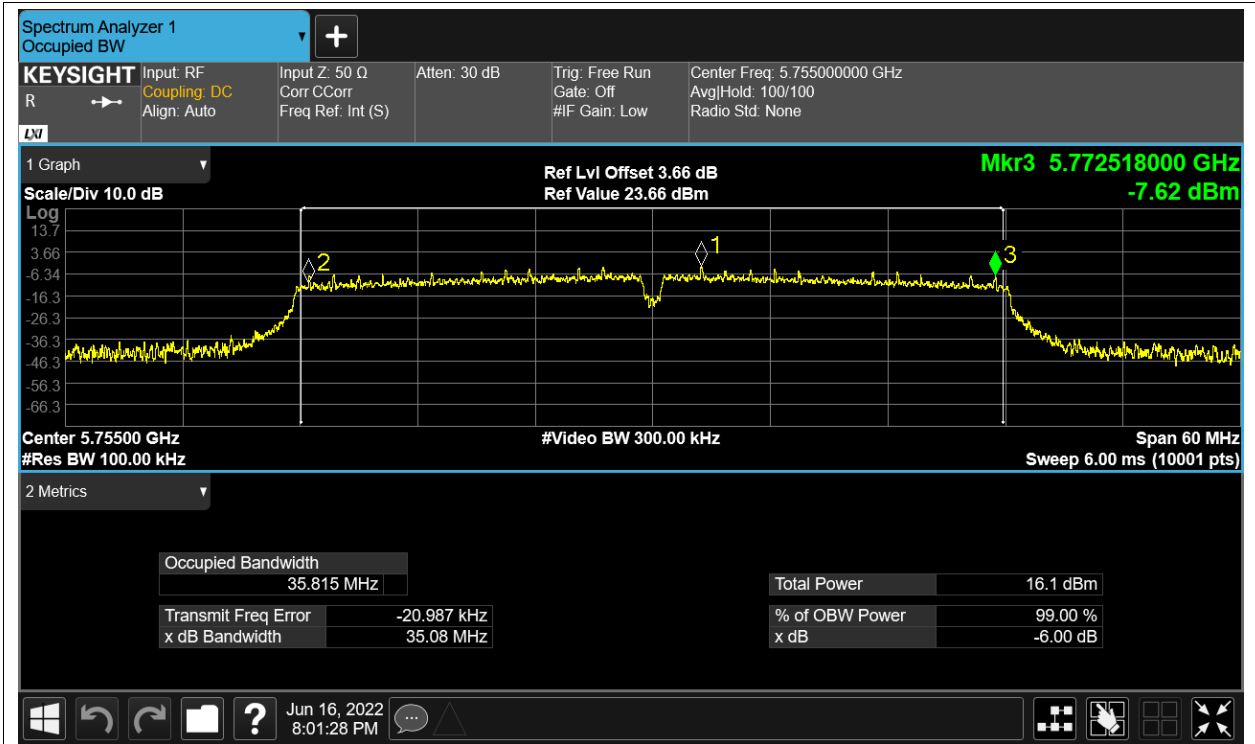 Spectrum Analyzer 1
Occupied BW
KEYSIGHT
R
LXI
Input: RF
Coupling: DC
Align: Auto
Input Z: 50 Ω
Corr CCorr
Freq Ref: Int (S)
Atten: 30 dB
Trig: Free Run
Gate: Off
#IF Gain: Low
Center Freq: 5.755000000 GHz
Avg|Hold: 100/100
Radio Std: None
1 Graph
Scale/Div 10.0 dB
Ref Lvl Offset 3.66 dB
Ref Value 23.66 dBm
Mkr3 5.772518000 GHz
-7.62 dBm
Log
13.7
3.66
-6.34
-16.3
-26.3
-36.3
-46.3
-56.3
-66.3
2
1
3
Center 5.75500 GHz
#Res BW 100.00 kHz
#Video BW 300.00 kHz
Span 60 MHz
Sweep 6.00 ms (10001 pts)
2 Metrics
Occupied Bandwidth
35.815 MHz
Transmit Freq Error -20.987 kHz
x dB Bandwidth 35.08 MHz
Total Power 16.1 dBm
% of OBW Power 99.00 %
x dB -6.00 dB
?
Jun 16, 2022
8:01:28 PM